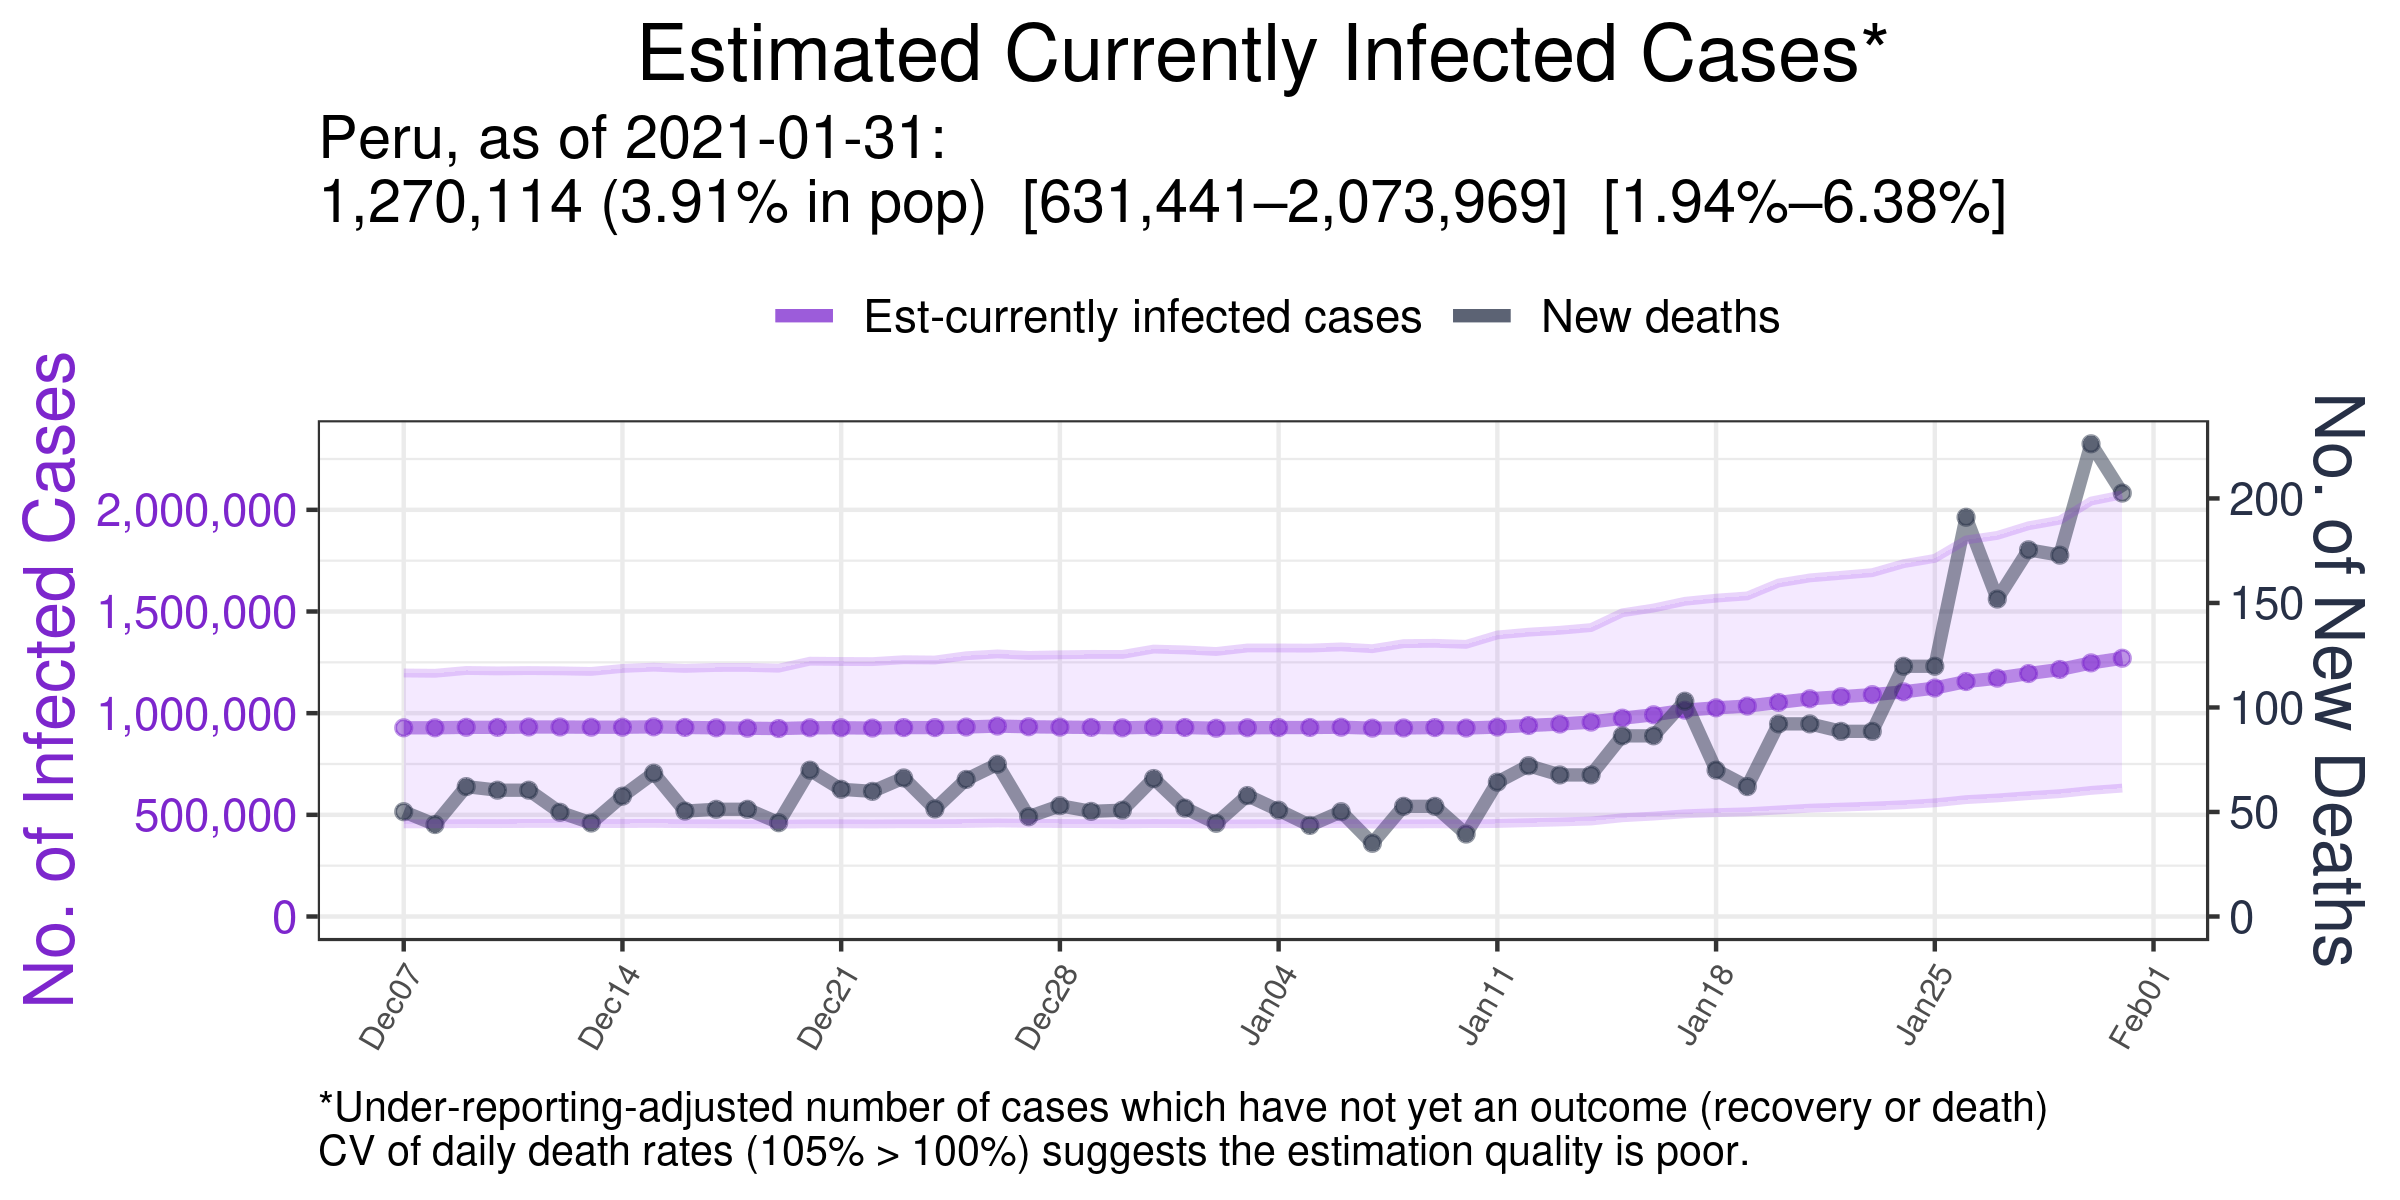 Estimated Currently Infected Cases*
Peru, as of 2021-01-31:
1,270,114 (3.91% in pop)  [631,441–2,073,969]  [1.94%–6.38%]
Est-currently infected cases
New deaths
No. of Infected Cases
2,000,000
1,500,000
1,000,000
500,000
0
200
150
100
50
0
No. of New Deaths
Dec07
Dec14
Dec21
Dec28
Jan04
Jan11
Jan18
Jan25
Feb01
*Under-reporting-adjusted number of cases which have not yet an outcome (recovery or death)
CV of daily death rates (105% > 100%) suggests the estimation quality is poor.